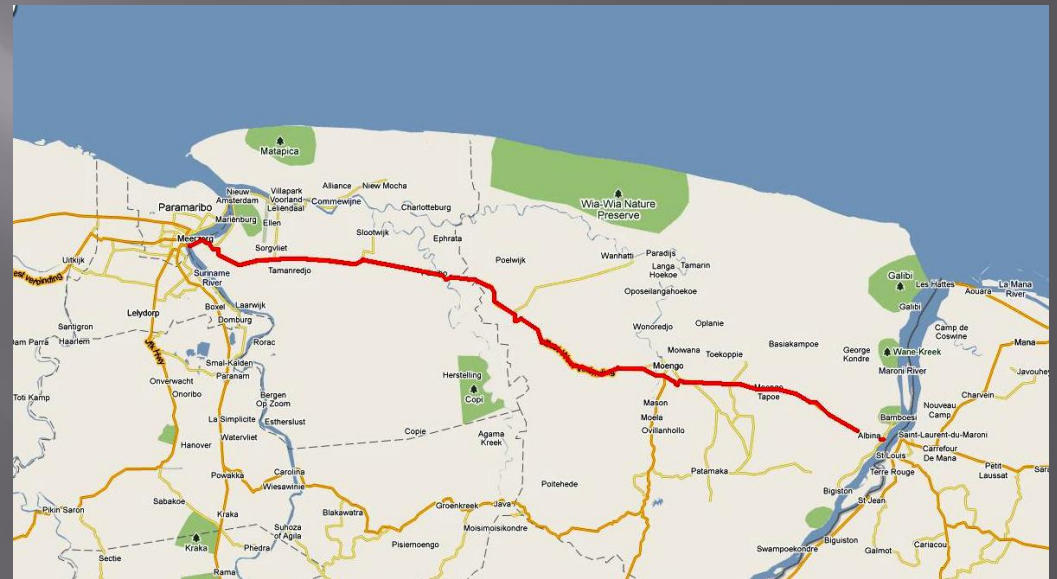 Matapica
Wia-Wia Nature
Preserve
Alliance
Niew Mocha
Nieuw
Amsterdam
Villapark
Voorland
Leliendaal
Commewijne
Charlotteburg
Paramaribo
Mariënburg
Ellen
Slootwijk
Ephrata
Meerzorg
Sorgvliet
Poelwijk
Wanhatti
Paradijs
Langa
Hoekoe
Tamarin
Uitkijk
Tamanredjo
Suriname
River
Oposeilangahoekoe
Galibi
Les Hattes
Aouara
La Mana
River
Galibi
Boxel
Laarwijk
Domburg
Lelydorp
Santigron
Haarlem
Rorac
Wonoredjo
Oplanie
Camp de
Coswine
Mana
Smal-Kalden
Paranam
Moiwana
Toekoppie
Basiakampoe
George
Kondre
Wane-Kreek
Maroni River
Javouhey
Moengo
Onverwacht
Onoribo
Toti Kamp
Herstelling
Copi
Bergen
Op Zoom
Moengo
Tapoe
Charvein
Nouveau
Camp
Mason
Moela
Ovillanhollo
La Simplicite
Estherslust
Bamboesi
Watervliet
Hanover
Copie
Agama
Kreek
Albina
Saint-Laurent-du-Maroni
Carrefour
De Mana
St Louis
Terre Rouge
Petit
Laussat
Powakka
Carolina
Wiesawinie
Patamaka
Poitehede
Bigiston
St Jean
Pikin Saron
Sabakoe
Kraka
Blakawatra
Groenkreek
Java
Moisimoisikondre
Suhoza
of Agila
Pisiemoengo
Kraka
Phedra
Sectie
Rama
Swampoekondre
Biguiston
Galmot
Cariacou